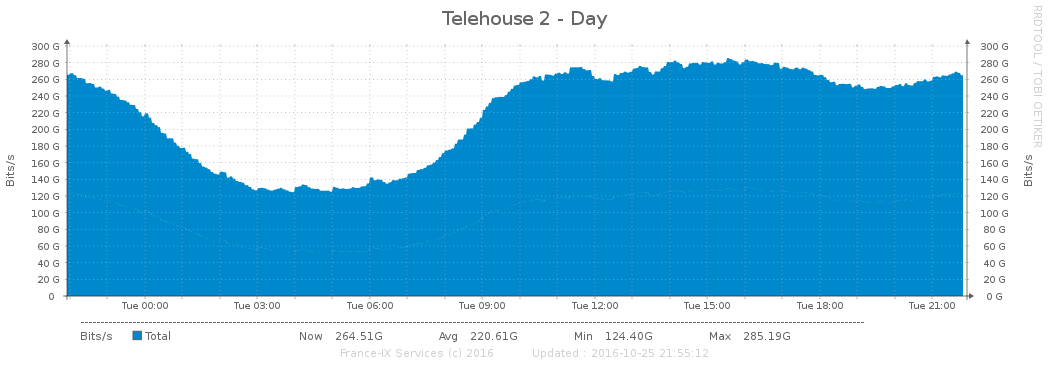 Telehouse 2 - Day
RRDTOOL / TOBI OETIKER
Bits/s
300 G 300 G
280 G 280 G
260 G 260 G
240 G 240 G
220 G 220 G
200 G 200 G
180 G 180 G
160 G 160 G
140 G 140 G
120 G 120 G
100 G 100 G
80 G 80 G
60 G 60 G
40 G 40 G
20 G 20 G
0 0 G
Bits/s
Tue 00:00 Tue 03:00 Tue 06:00 Tue 09:00 Tue 12:00 Tue 15:00 Tue 18:00 Tue 21:00
Bits/s Total Now 264.51G Avg 220.61G Min 124.40G Max 285.19G
France-IX Services (c) 2016 Updated : 2016-10-25 21:55:12